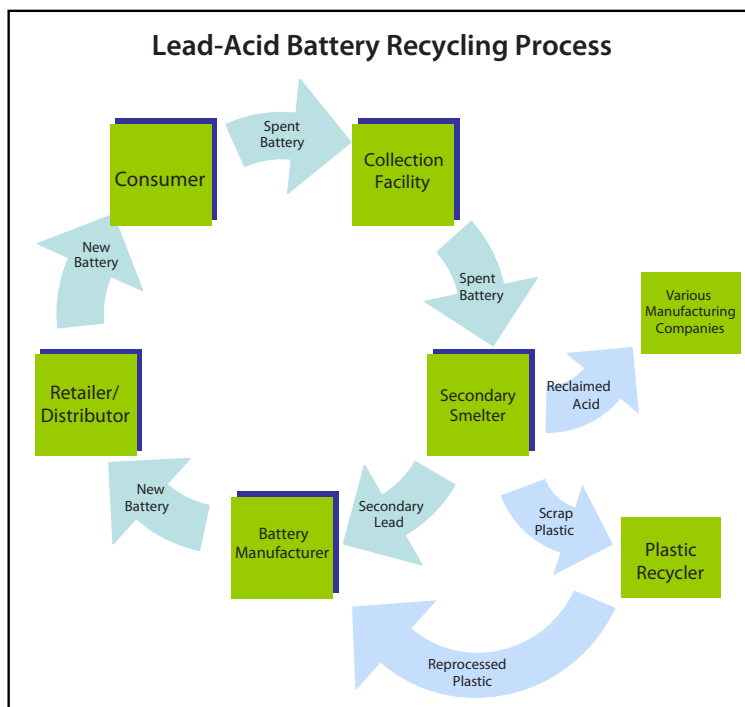 Lead-Acid Battery Recycling Process
Spent
Battery
Consumer
Collection
Facility
New
Battery
Spent
Battery
Various
Manufacturing
Companies
Retailer/
Distributor
Secondary
Smelter
Reclaimed
Acid
New
Battery
Secondary
Lead
Scrap
Plastic
Battery
Manufacturer
Plastic
Recycler
Reprocessed
Plastic